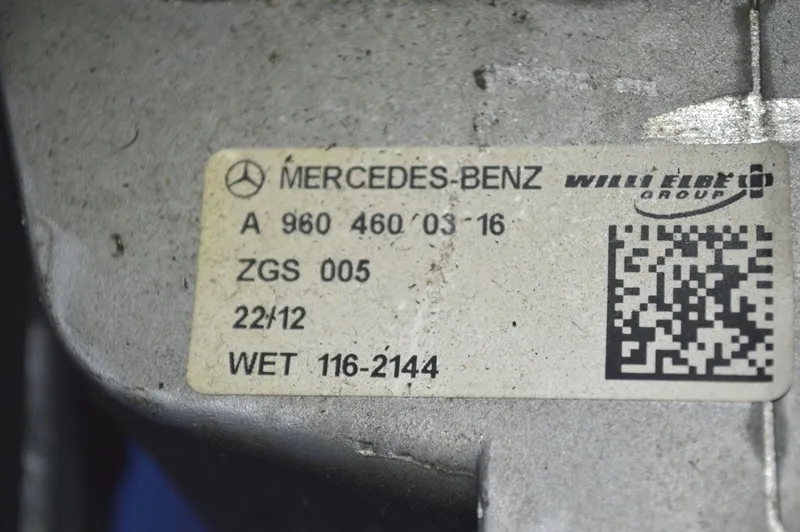 MERCEDES-BENZ
WILLI ELBE
GROUP
A 960 460 03 16
ZGS 005
22/12
WET 116-2144